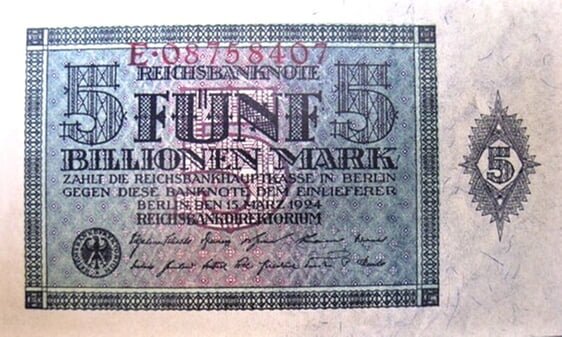 E·08758407
REICHSBANKNOTE
5 FÜNF 5
BILLIONEN MARK
ZAHLT DIE REICHSBANKHAUPTKASSE IN BERLIN
GEGEN DIESE BANKNOTE DEM EINLIEFERER
BERLIN, DEN 15. MÄRZ 1924
REICHSBANKDIREKTORIUM
5